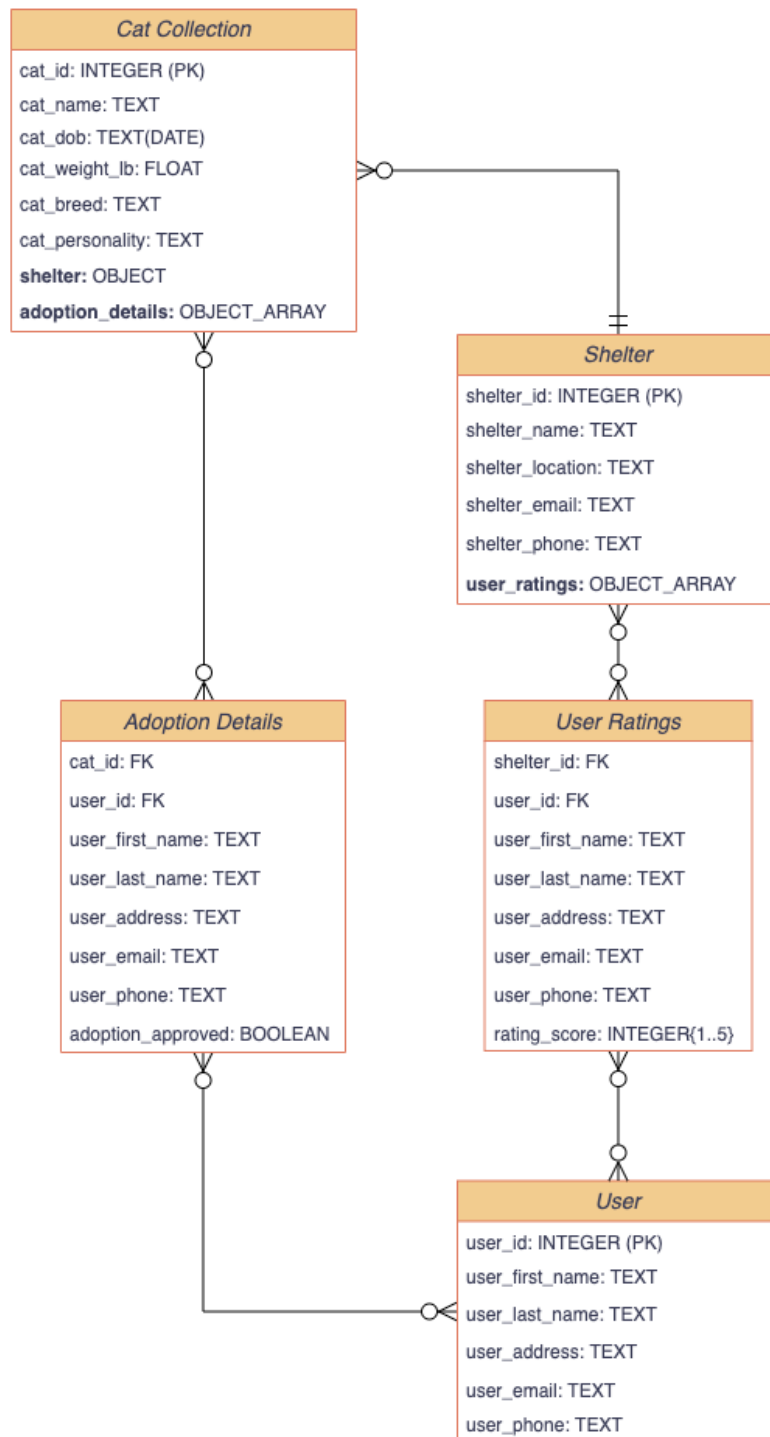 Cat Collection
cat_id: INTEGER (PK)
cat_name: TEXT
cat_dob: TEXT(DATE)
cat_weight_lb: FLOAT
cat_breed: TEXT
cat_personality: TEXT
shelter: OBJECT
adoption_details: OBJECT_ARRAY
Shelter
shelter_id: INTEGER (PK)
shelter_name: TEXT
shelter_location: TEXT
shelter_email: TEXT
shelter_phone: TEXT
user_ratings: OBJECT_ARRAY
Adoption Details
cat_id: FK
user_id: FK
user_first_name: TEXT
user_last_name: TEXT
user_address: TEXT
user_email: TEXT
user_phone: TEXT
adoption_approved: BOOLEAN
User Ratings
shelter_id: FK
user_id: FK
user_first_name: TEXT
user_last_name: TEXT
user_address: TEXT
user_email: TEXT
user_phone: TEXT
rating_score: INTEGER{1..5}
User
user_id: INTEGER (PK)
user_first_name: TEXT
user_last_name: TEXT
user_address: TEXT
user_email: TEXT
user_phone: TEXT